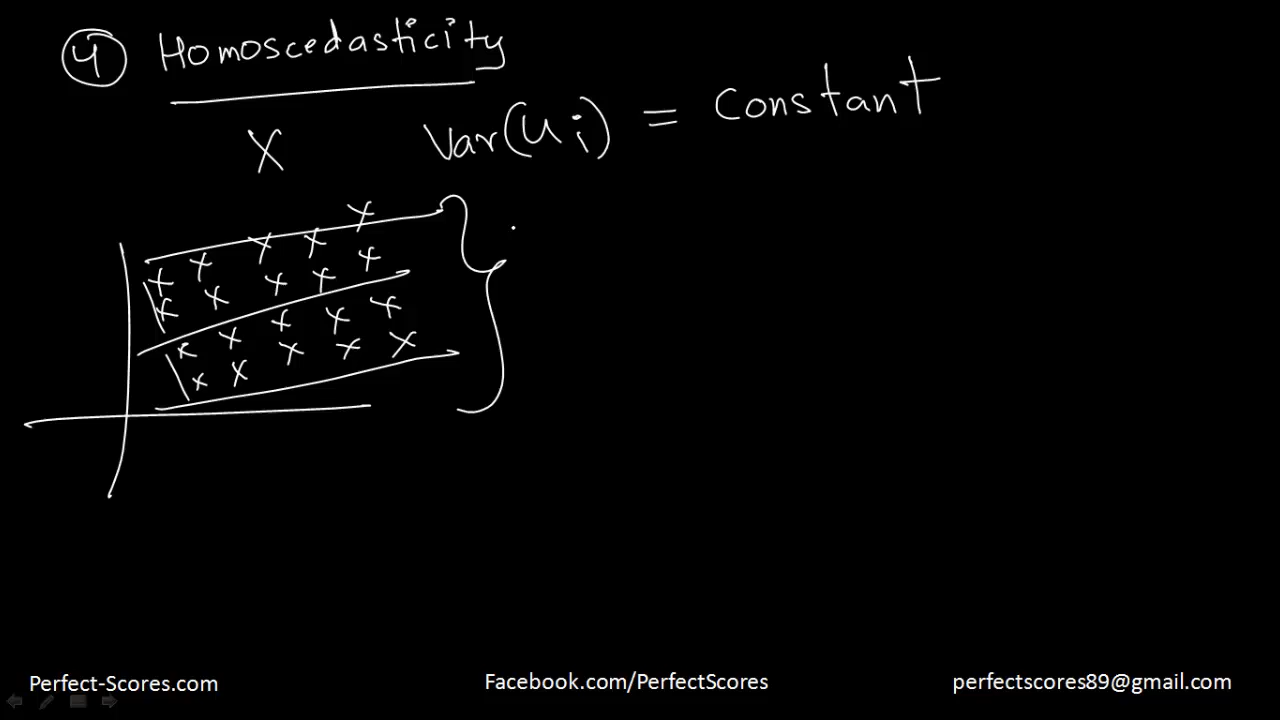 4 Homoscedasticity
X Var(ui) = Constant
Perfect-Scores.com Facebook.com/PerfectScores perfectscores89@gmail.com